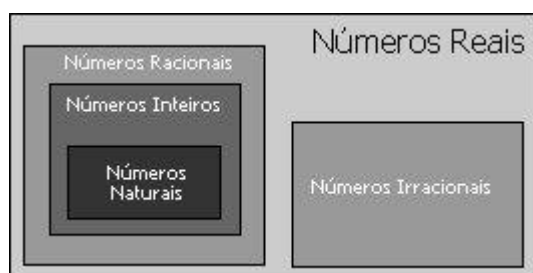 Números Reais
Números Racionais
Números Inteiros
Números
Naturais
Números Irracionais